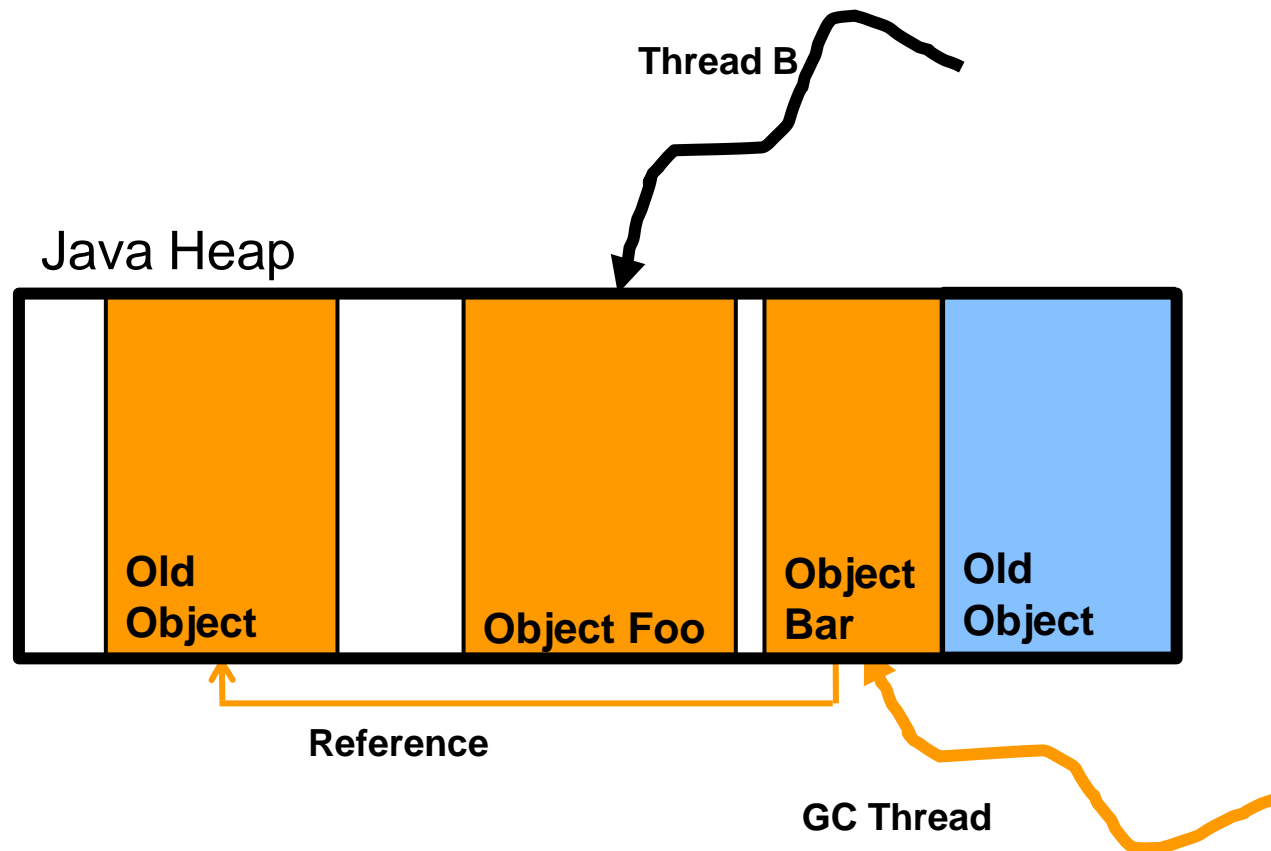 Thread B
Java Heap
Old
Object
Object Foo
Object
Bar
Old
Object
Reference
GC Thread